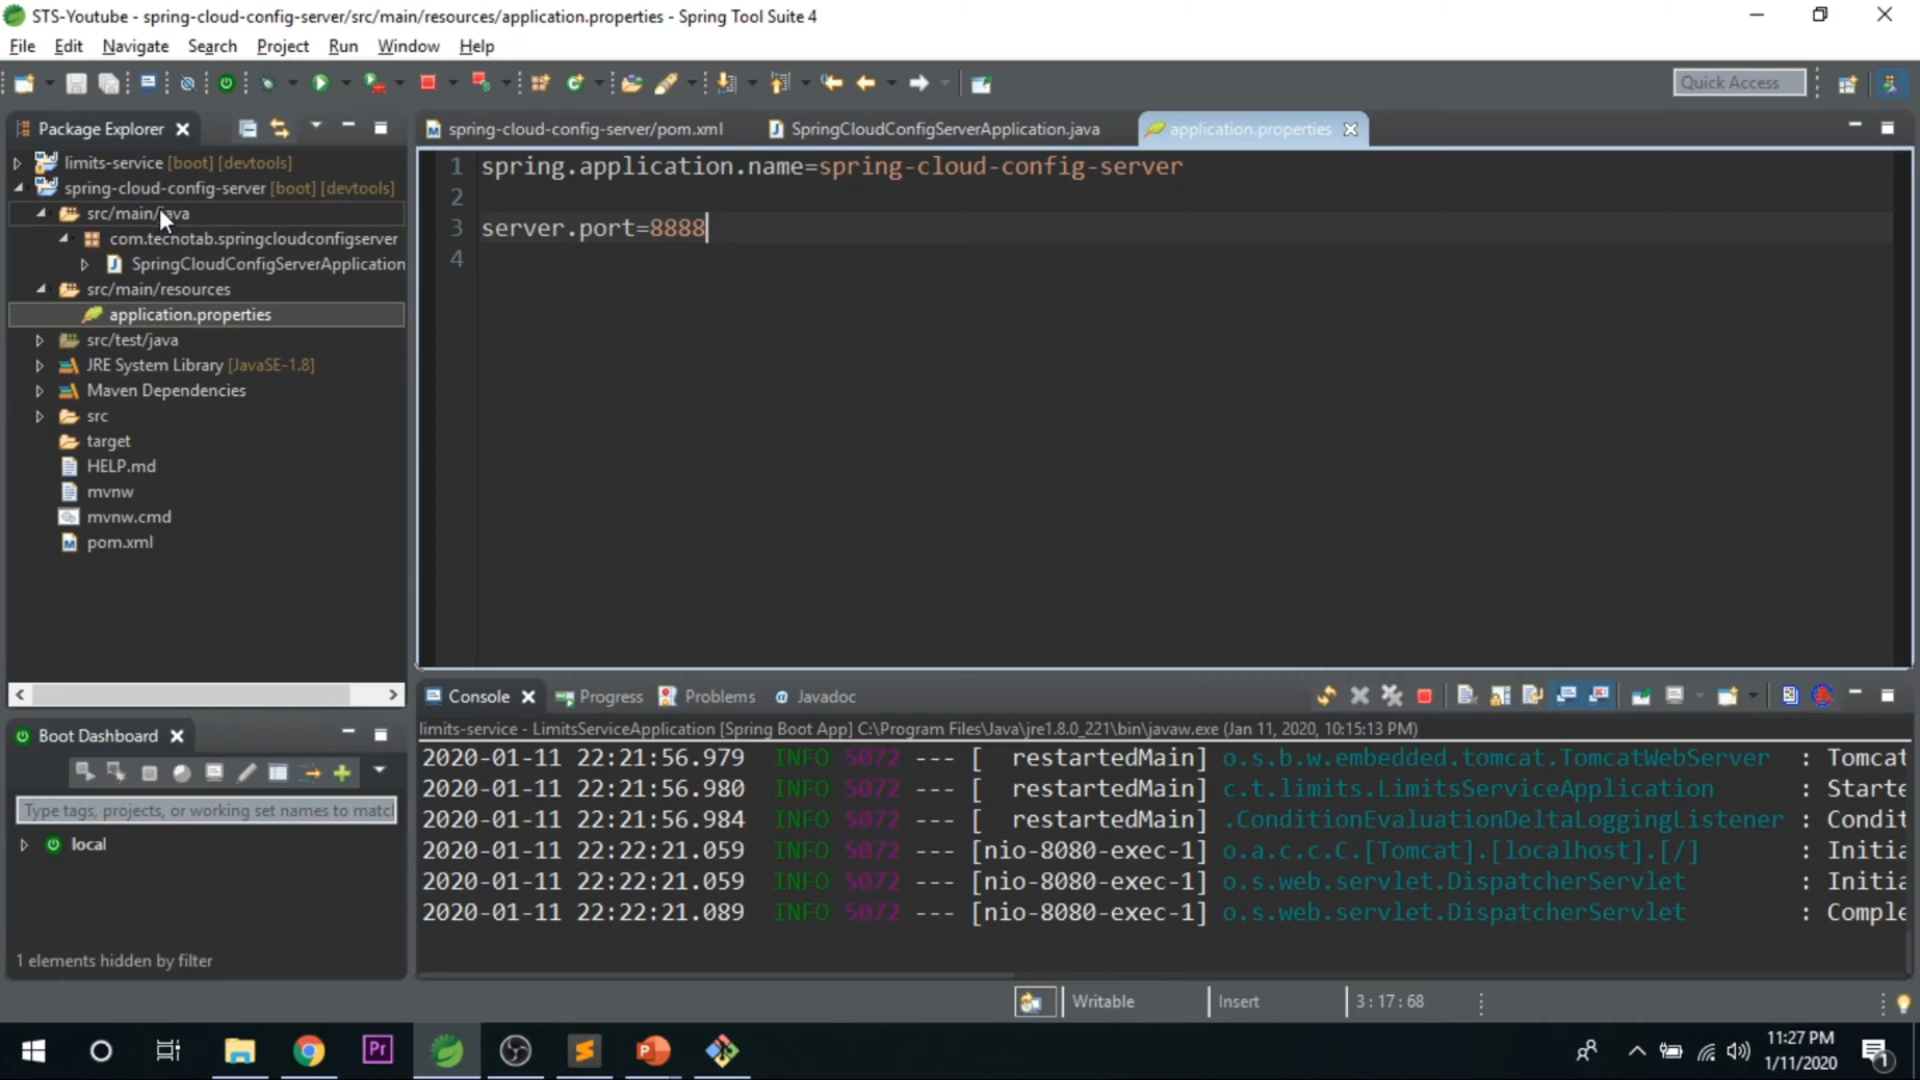 STS-Youtube - spring-cloud-config-server/src/main/resources/application.properties - Spring Tool Suite 4
File Edit Navigate Search Project Run Window Help
Quick Access
Package Explorer
spring-cloud-config-server/pom.xml
SpringCloudConfigServerApplication.java
application.properties
limits-service [boot] [devtools]
spring-cloud-config-server [boot] [devtools]
src/main/java
com.tecnotab.springcloudconfigserver
SpringCloudConfigServerApplication
src/main/resources
application.properties
src/test/java
JRE System Library [JavaSE-1.8]
Maven Dependencies
src
target
HELP.md
mvnw
mvnw.cmd
pom.xml
1 spring.application.name=spring-cloud-config-server
2
3 server.port=8888
4
Boot Dashboard
Type tags, projects, or working set names to matcl
local
1 elements hidden by filter
Console Progress Problems @ Javadoc
limits-service - LimitsServiceApplication [Spring Boot App] C:\Program Files\Java\jre1.8.0_221\bin\javaw.exe (Jan 11, 2020, 10:15:13 PM)
2020-01-11 22:21:56.979 INFO 5072 --- [ restartedMain] o.s.b.w.embedded.tomcat.TomcatWebServer : Tomcat
2020-01-11 22:21:56.980 INFO 5072 --- [ restartedMain] c.t.limits.LimitsServiceApplication : Starte
2020-01-11 22:21:56.984 INFO 5072 --- [ restartedMain] .ConditionEvaluationDeltaLoggingListener : Condit
2020-01-11 22:22:21.059 INFO 5072 --- [nio-8080-exec-1] o.a.c.c.C.[Tomcat].[localhost].[/] : Initia
2020-01-11 22:22:21.059 INFO 5072 --- [nio-8080-exec-1] o.s.web.servlet.DispatcherServlet : Initia
2020-01-11 22:22:21.089 INFO 5072 --- [nio-8080-exec-1] o.s.web.servlet.DispatcherServlet : Comple
Writable Insert 3 : 17 : 68
Pr
11:27 PM
1/11/2020
1